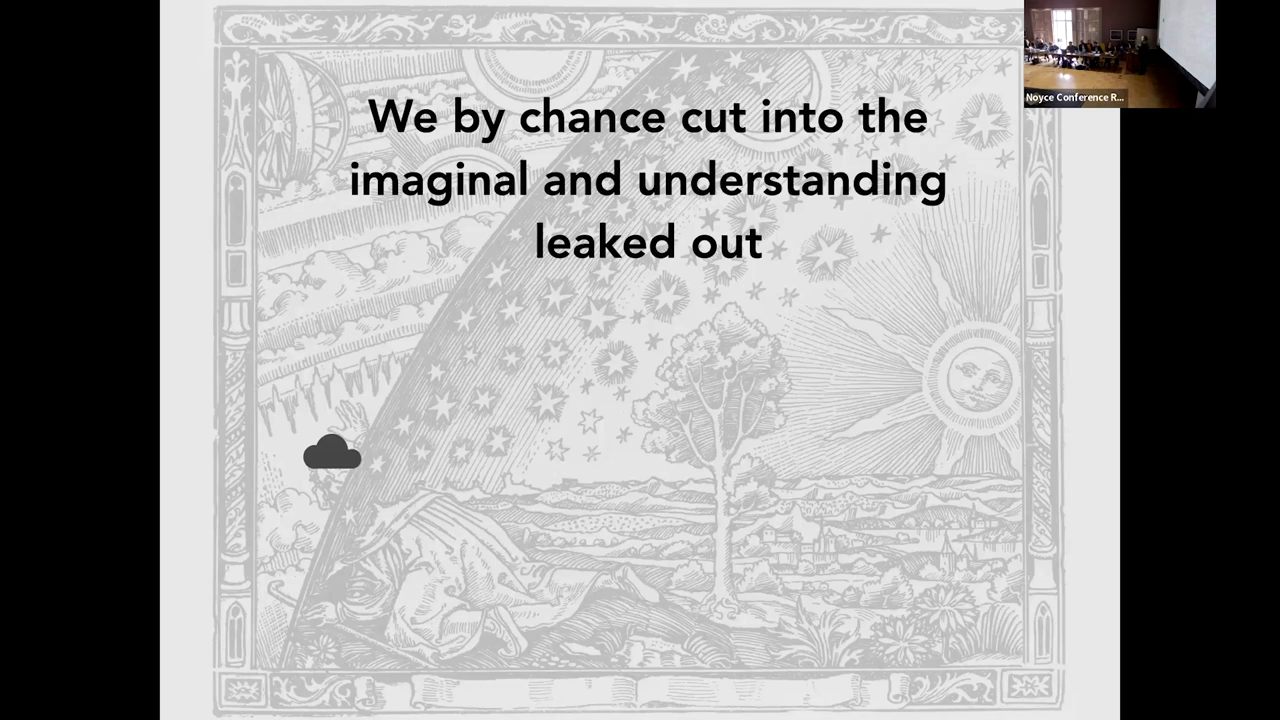 We by chance cut into the
imaginal and understanding
leaked out
Noyce Conference R...